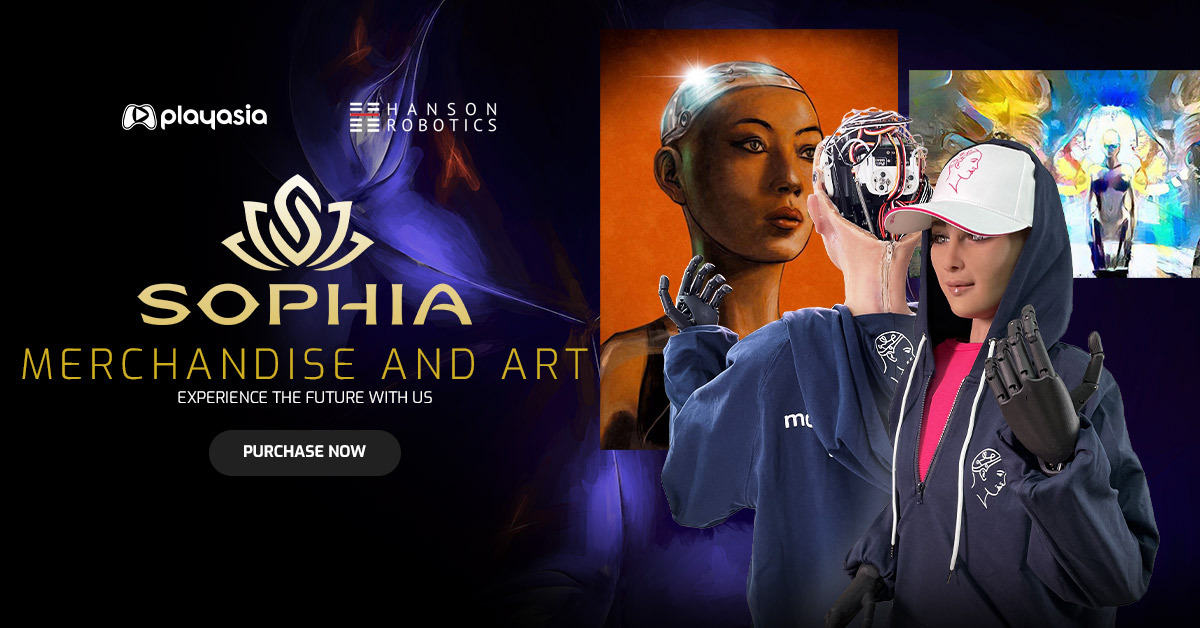 playasia
HANSON
ROBOTICS
SOPHIA
MERCHANDISE AND ART
EXPERIENCE THE FUTURE WITH US
PURCHASE NOW